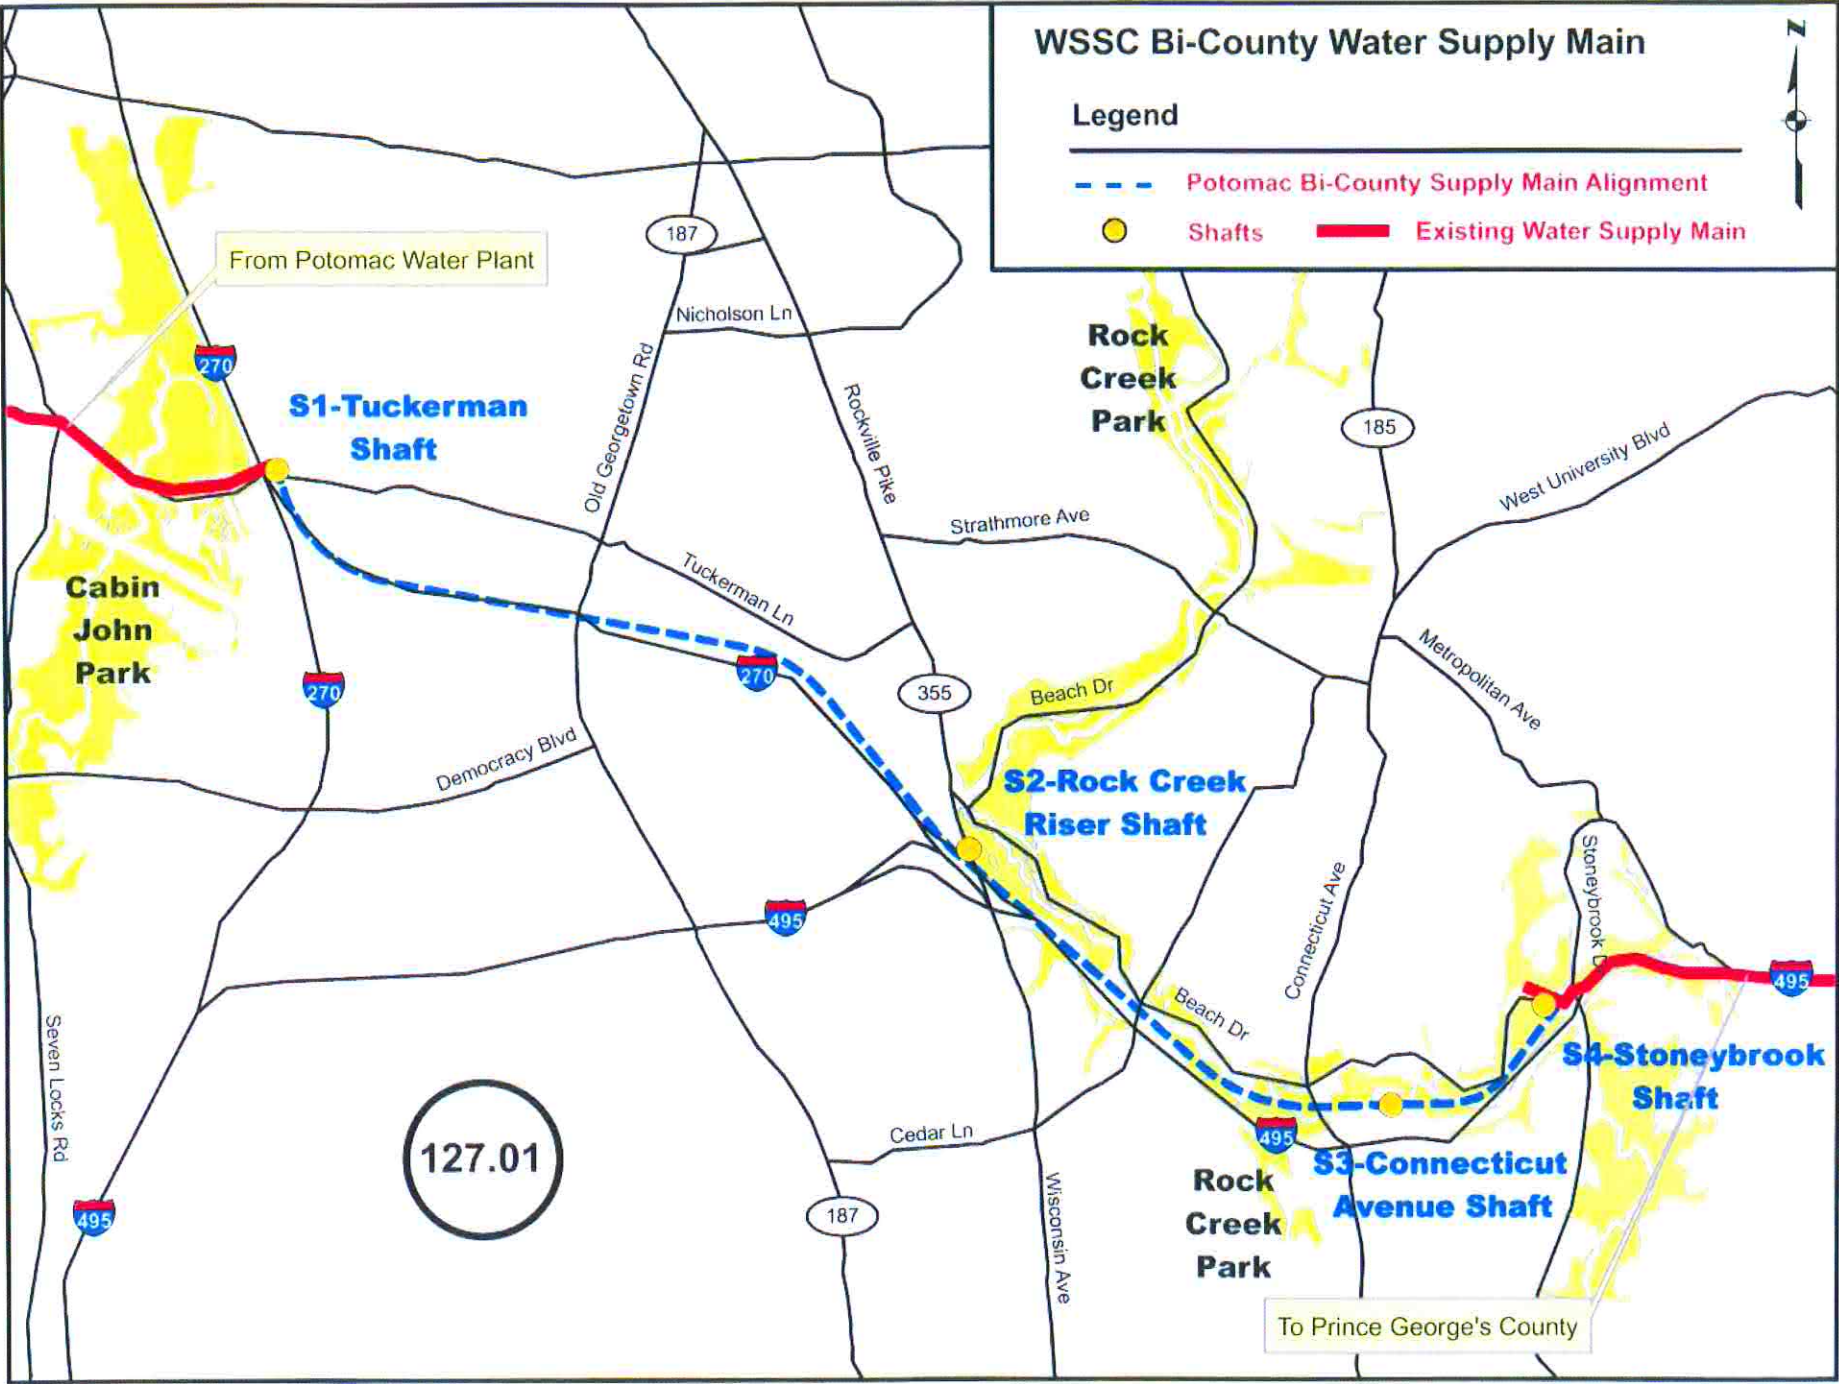 WSSC Bi-County Water Supply Main
N
Legend
Potomac Bi-County Supply Main Alignment
Shafts
Existing Water Supply Main
187
From Potomac Water Plant
Nicholson Ln
Rock
Creek
Park
270
S1-Tuckerman
Shaft
Old Georgetown Rd
Rockville Pike
185
West University Blvd
Strathmore Ave
Tuckerman Ln
Cabin
John
Park
270
270
355
Beach Dr
Metropolitan Ave
Democracy Blvd
S2-Rock Creek
Riser Shaft
Stoneybrook D
495
Connecticut Ave
495
Beach Dr
Seven Locks Rd
S4-Stoneybrook
Shaft
127.01
Cedar Ln
495
S3-Connecticut
Avenue Shaft
Rock
Creek
Park
495
187
Wisconsin Ave
To Prince George's County